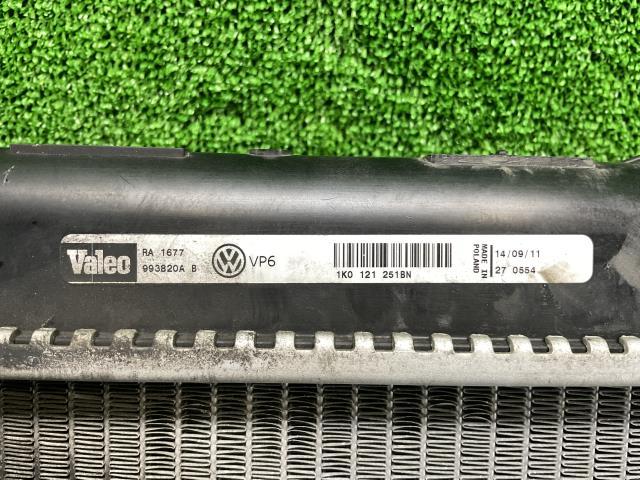 Valeo
RA 1677
993820A B
VP6
1K0 121 251BN
MADE IN
POLAND
14/09/11
27 0554